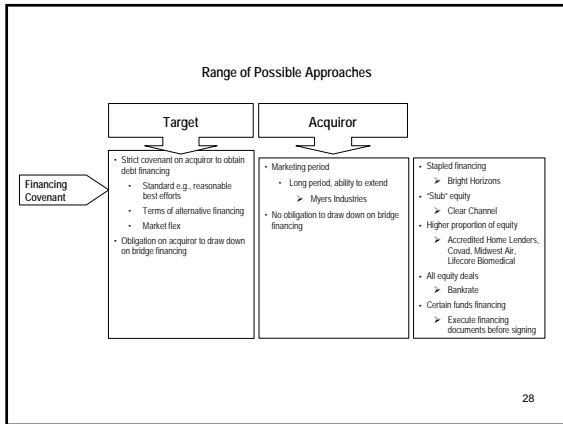 Range of Possible Approaches
Target
Acquiror
Financing
Covenant
• Strict covenant on acquiror to obtain
debt financing
• Standard e.g., reasonable
best efforts
• Terms of alternative financing
• Market flex
• Obligation on acquiror to draw down
on bridge financing
• Marketing period
• Long period, ability to extend
➢ Myers Industries
• No obligation to draw down on bridge
financing
• Stapled financing
➢ Bright Horizons
• "Stub" equity
➢ Clear Channel
• Higher proportion of equity
➢ Accredited Home Lenders,
Covad, Midwest Air,
Lifecore Biomedical
• All equity deals
➢ Bankrate
• Certain funds financing
➢ Execute financing
documents before signing
28